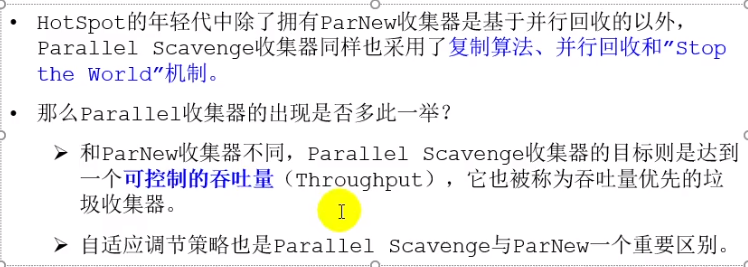 • HotSpot的年轻代中除了拥有ParNew收集器是基于并行回收的以外，
Parallel Scavenge收集器同样也采用了复制算法、并行回收和"Stop
the World"机制。
• 那么Parallel收集器的出现是否多此一举？
➢ 和ParNew收集器不同，Parallel Scavenge收集器的目标则是达到
一个可控制的吞吐量（Throughput），它也被称为吞吐量优先的垃
圾收集器。
➢ 自适应调节策略也是Parallel Scavenge与ParNew一个重要区别。